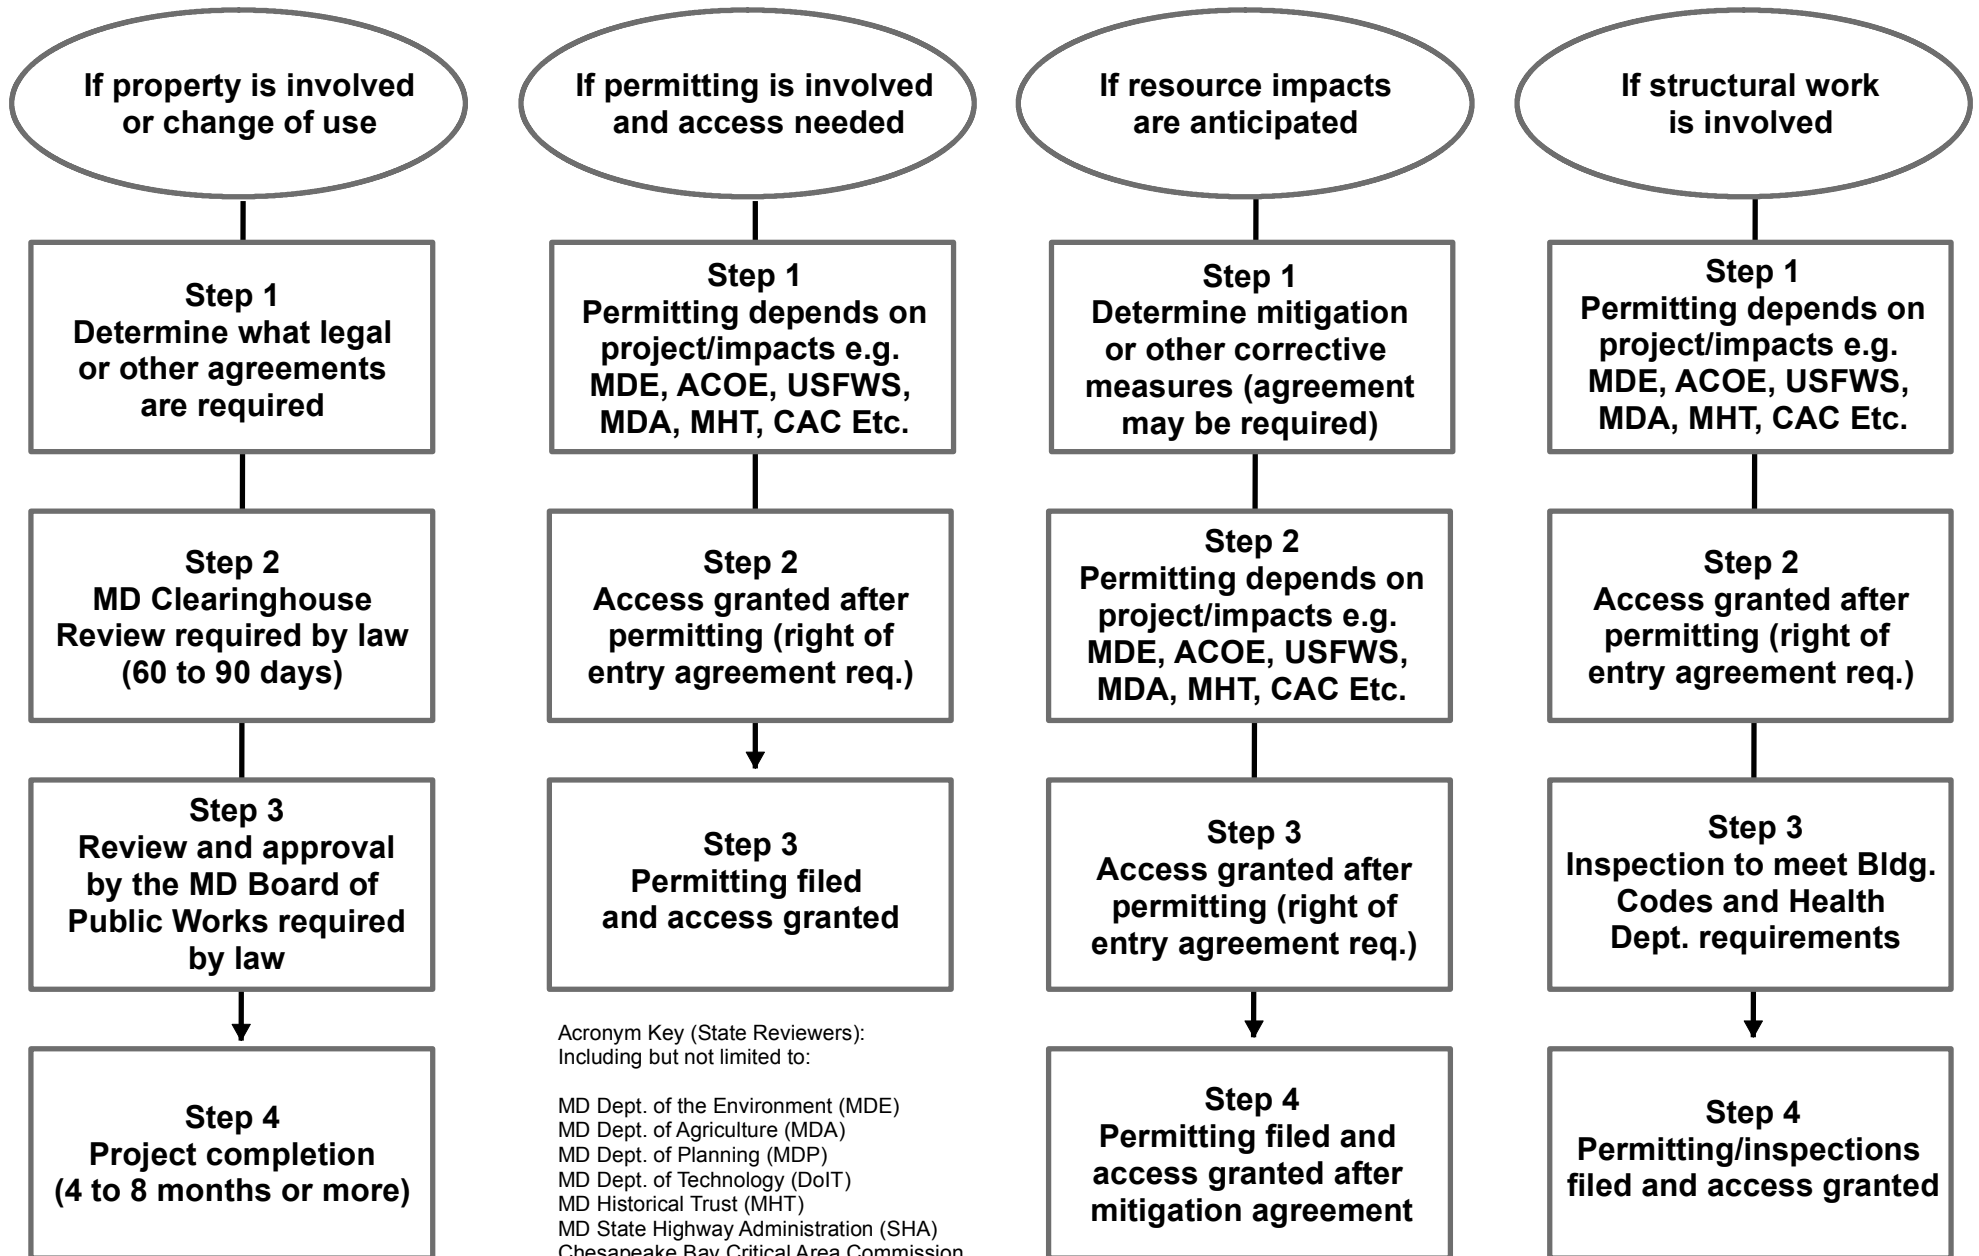 If property is involved
or change of use
Step 1
Determine what legal
or other agreements
are required
Step 2
MD Clearinghouse
Review required by law
(60 to 90 days)
Step 3
Review and approval
by the MD Board of
Public Works required
by law
Step 4
Project completion
(4 to 8 months or more)
If permitting is involved
and access needed
Step 1
Permitting depends on
project/impacts e.g.
MDE, ACOE, USFWS,
MDA, MHT, CAC Etc.
Step 2
Access granted after
permitting (right of
entry agreement req.)
Step 3
Permitting filed
and access granted
Acronym Key (State Reviewers):
Including but not limited to:
MD Dept. of the Environment (MDE)
MD Dept. of Agriculture (MDA)
MD Dept. of Planning (MDP)
MD Dept. of Technology (DoIT)
MD Historical Trust (MHT)
MD State Highway Administration (SHA)
Chesapeake Bay Critical Area Commission
If resource impacts
are anticipated
Step 1
Determine mitigation
or other corrective
measures (agreement
may be required)
Step 2
Permitting depends on
project/impacts e.g.
MDE, ACOE, USFWS,
MDA, MHT, CAC Etc.
Step 3
Access granted after
permitting (right of
entry agreement req.)
Step 4
Permitting filed and
access granted after
mitigation agreement
If structural work
is involved
Step 1
Permitting depends on
project/impacts e.g.
MDE, ACOE, USFWS,
MDA, MHT, CAC Etc.
Step 2
Access granted after
permitting (right of
entry agreement req.)
Step 3
Inspection to meet Bldg.
Codes and Health
Dept. requirements
Step 4
Permitting/inspections
filed and access granted